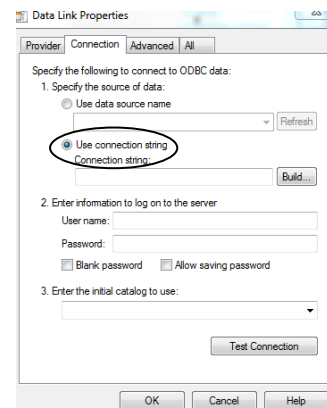 Data Link Properties
Provider Connection Advanced All
Specify the following to connect to ODBC data:
1. Specify the source of data:
Use data source name
Refresh
Use connection string
Connection string:
Build...
2. Enter information to log on to the server
User name:
Password:
Blank password Allow saving password
3. Enter the initial catalog to use:
Test Connection
OK Cancel Help